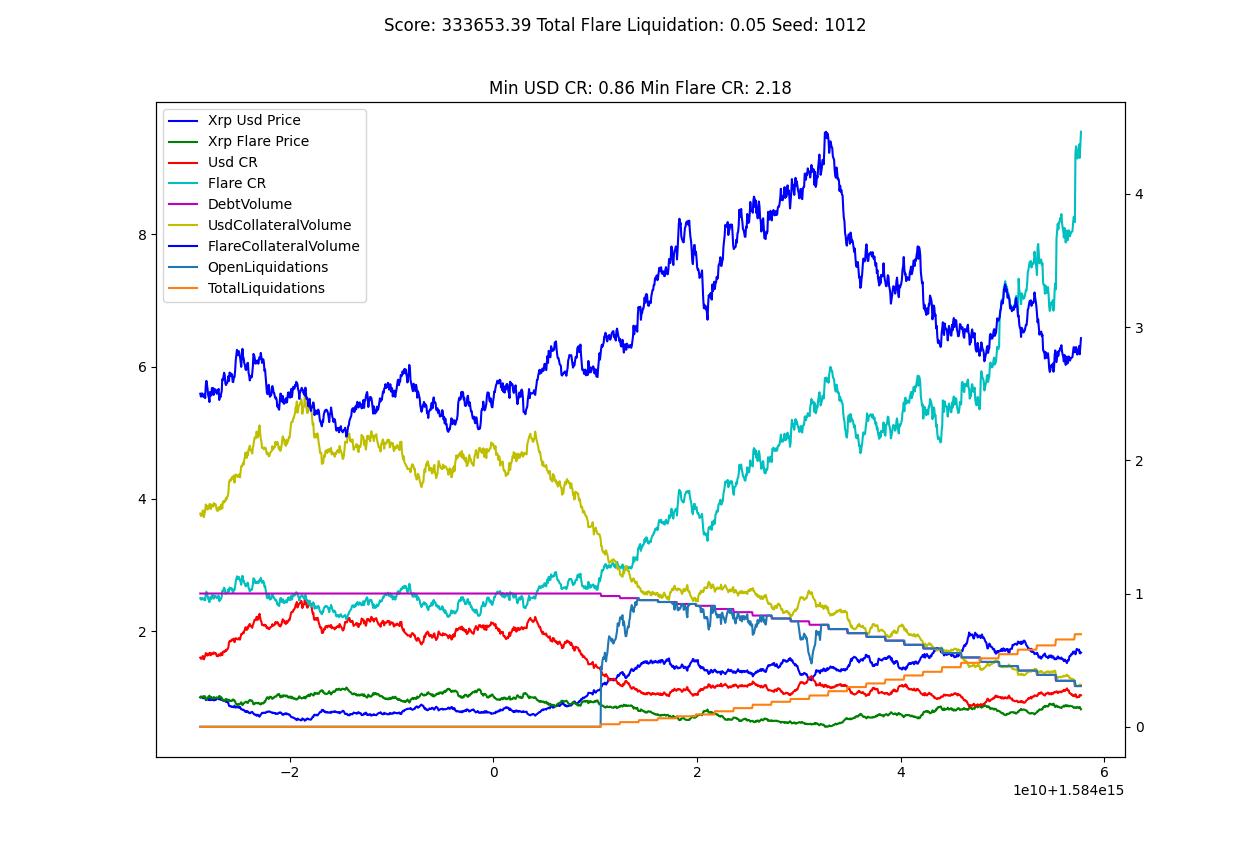 Score: 333653.39 Total Flare Liquidation: 0.05 Seed: 1012
Min USD CR: 0.86 Min Flare CR: 2.18
Xrp Usd Price
Xrp Flare Price
Usd CR
Flare CR
DebtVolume
UsdCollateralVolume
FlareCollateralVolume
OpenLiquidations
TotalLiquidations
8
6
4
2
4
3
2
1
0
−2
0
2
4
6
1e10+1.584e15